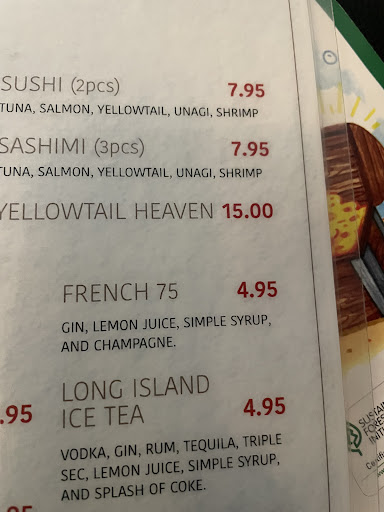 SUSHI (2pcs) 7.95
TUNA, SALMON, YELLOWTAIL, UNAGI, SHRIMP
SASHIMI (3pcs) 7.95
TUNA, SALMON, YELLOWTAIL, UNAGI, SHRIMP
YELLOWTAIL HEAVEN 15.00
FRENCH 75 4.95
GIN, LEMON JUICE, SIMPLE SYRUP,
AND CHAMPAGNE.
LONG ISLAND
ICE TEA 4.95
.95
VODKA, GIN, RUM, TEQUILA, TRIPLE
SEC, LEMON JUICE, SIMPLE SYRUP,
AND SPLASH OF COKE.